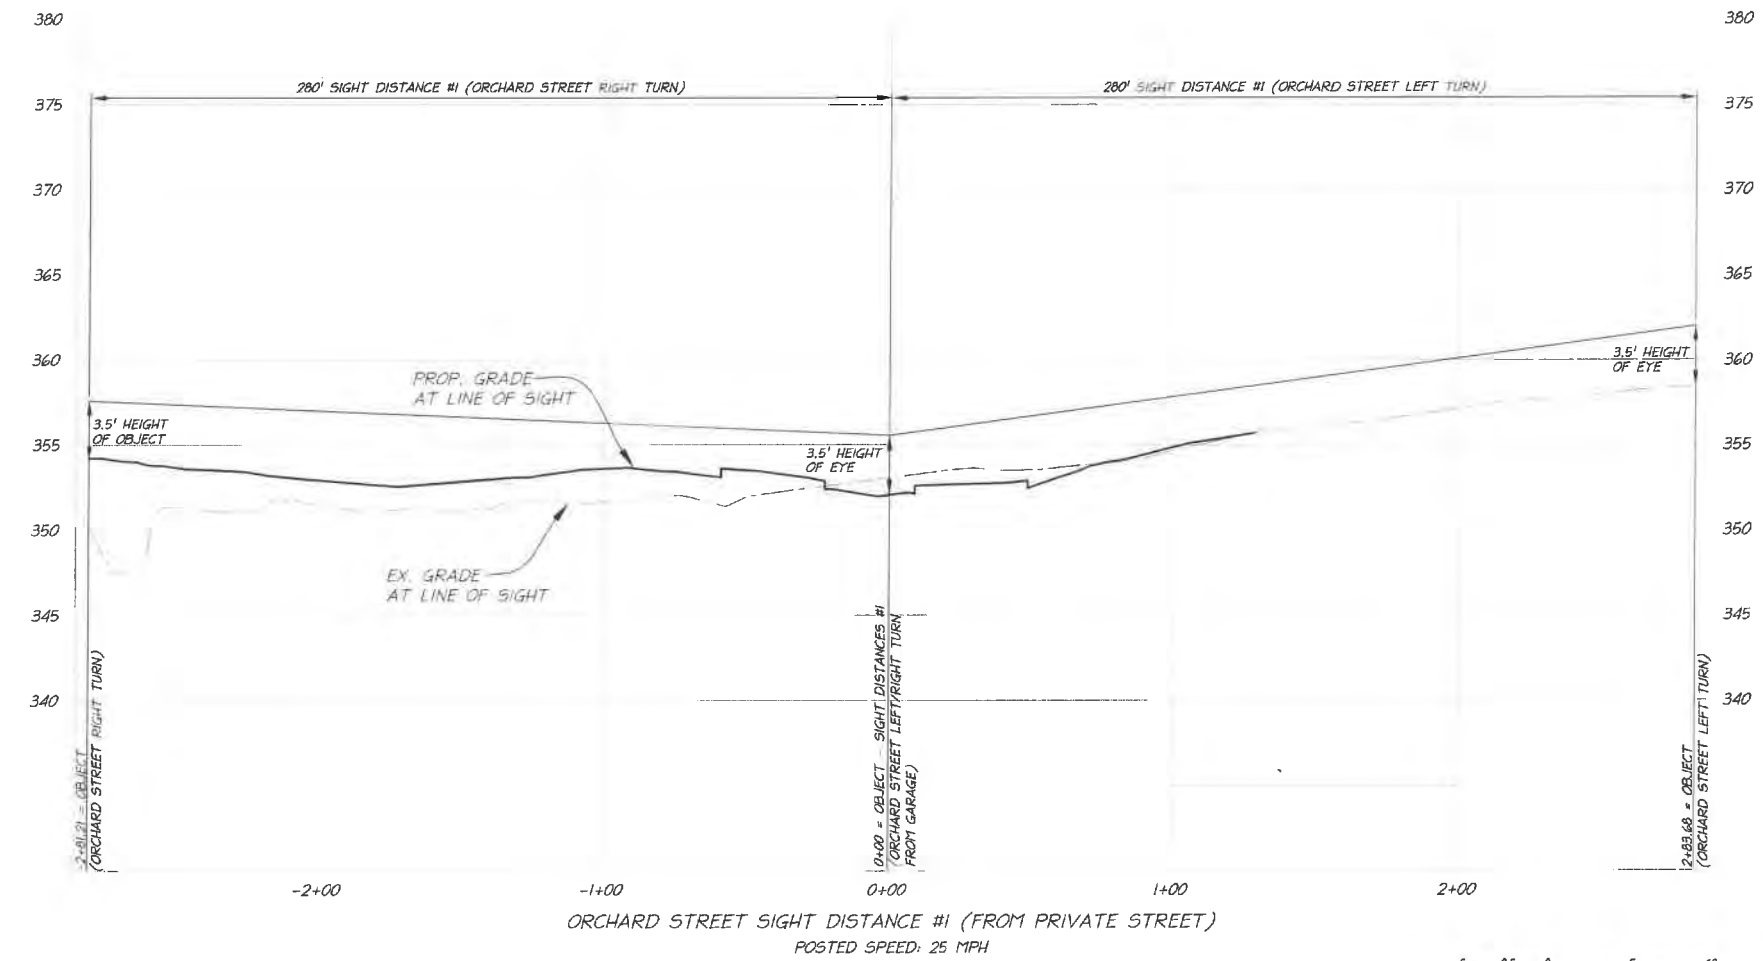 380
380
280' SIGHT DISTANCE #1 (ORCHARD STREET RIGHT TURN)
280' SIGHT DISTANCE #1 (ORCHARD STREET LEFT TURN)
375
375
370
370
365
365
360
360
3.5' HEIGHT
OF EYE
PROP. GRADE
AT LINE OF SIGHT
3.5' HEIGHT
OF OBJECT
355
355
3.5' HEIGHT
OF EYE
350
350
EX. GRADE
AT LINE OF SIGHT
345
345
340
340
-2+81.21 = OBJECT
(ORCHARD STREET RIGHT TURN)
0+00 = OBJECT - SIGHT DISTANCES #1
(ORCHARD STREET LEFT/RIGHT TURN
FROM GARAGE)
2+83.68 = OBJECT
(ORCHARD STREET LEFT TURN)
-2+00
-1+00
0+00
1+00
2+00
ORCHARD STREET SIGHT DISTANCE #1 (FROM PRIVATE STREET)
POSTED SPEED: 25 MPH